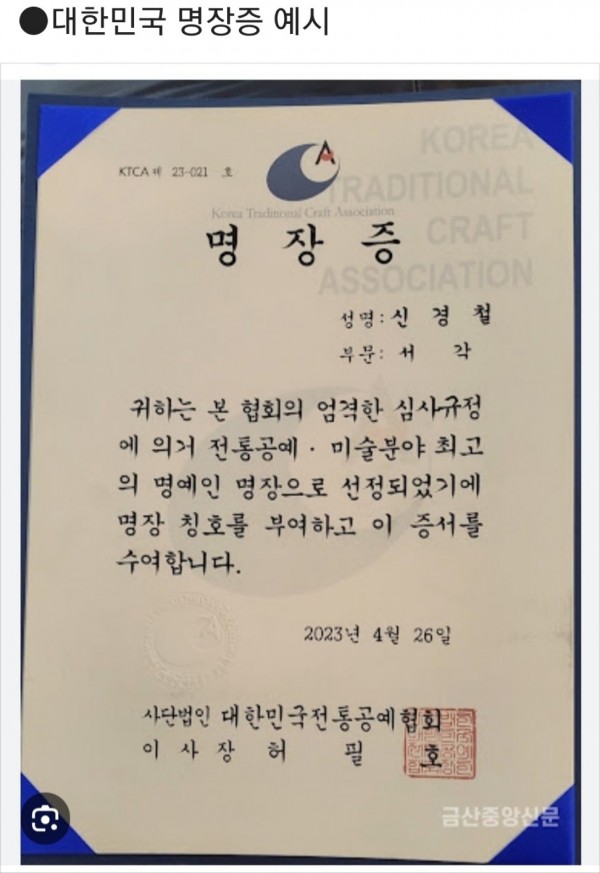 ●대한민국 명장증 예시
KTCA 제 23-021 호
KOREA
TRADITIONAL
CRAFT
ASSOCIATION
Korea Traditional Craft Association
명 장 증
성명: 신 경 철
부문: 서 각
귀하는 본 협회의 엄격한 심사규정
에 의거 전통공예·미술분야 최고
의 명예인 명장으로 선정되었기에
명장 칭호를 부여하고 이 증서를
수여합니다.
2023년 4월 26일
사단법인 대한민국전통공예협회
이 사 장 허 필 호
금산중앙신문